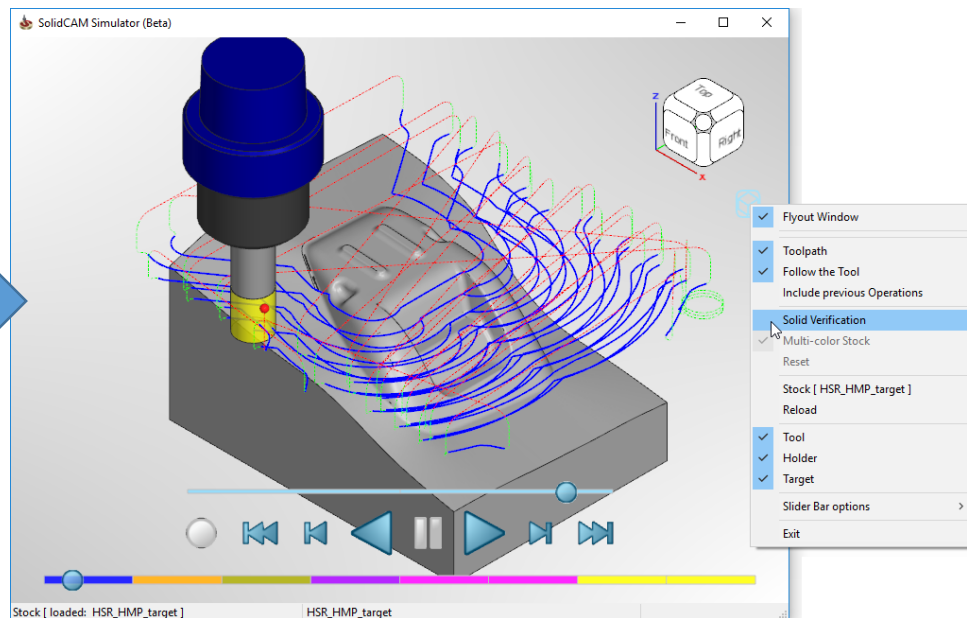 SolidCAM Simulator (Beta)
Top
Front
Right
z
x
Flyout Window
Toolpath
Follow the Tool
Include previous Operations
Solid Verification
Multi-color Stock
Reset
Stock [ HSR_HMP_target ]
Reload
Tool
Holder
Target
Slider Bar options
Exit
Stock [ loaded: HSR_HMP_target ]
HSR_HMP_target